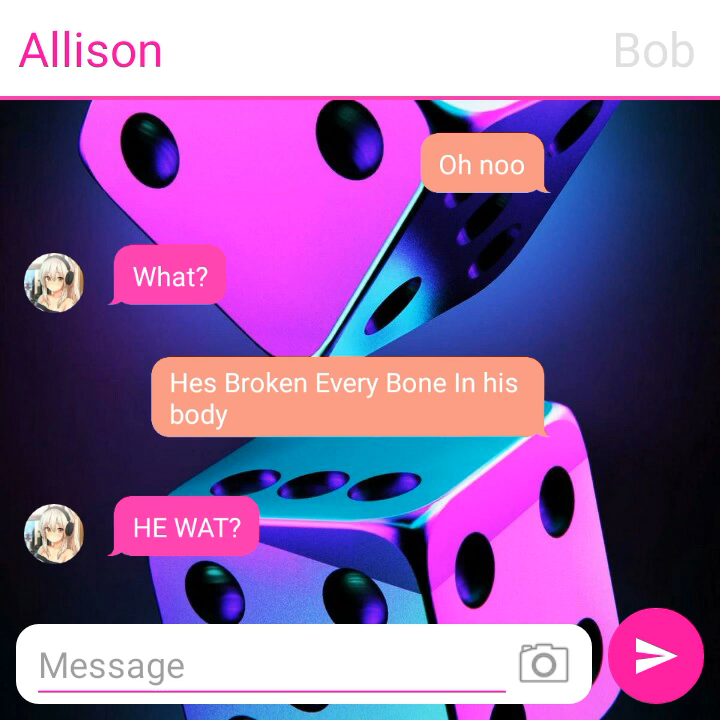 Allison
Bob
Oh noo
What?
Hes Broken Every Bone In his
body
HE WAT?
Message